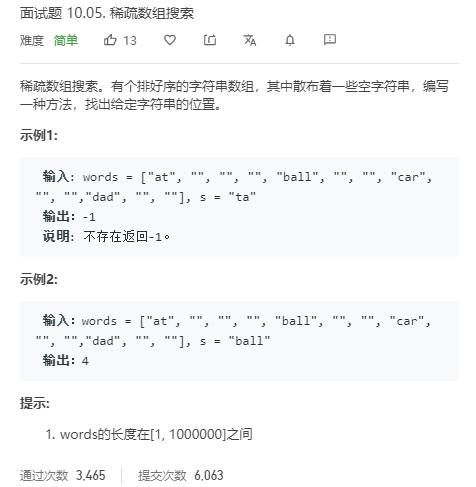 面试题 10.05. 稀疏数组搜索
难度 简单 13
稀疏数组搜索。有个排好序的字符串数组，其中散布着一些空字符串，编写
一种方法，找出给定字符串的位置。
示例1:
输入: words = ["at", "", "", "", "ball", "", "", "car",
"", "","dad", "", ""], s = "ta"
输出: -1
说明: 不存在返回-1。
示例2:
输入: words = ["at", "", "", "", "ball", "", "", "car",
"", "","dad", "", ""], s = "ball"
输出: 4
提示:
1. words的长度在[1, 1000000]之间
通过次数 3,465 提交次数 6,063